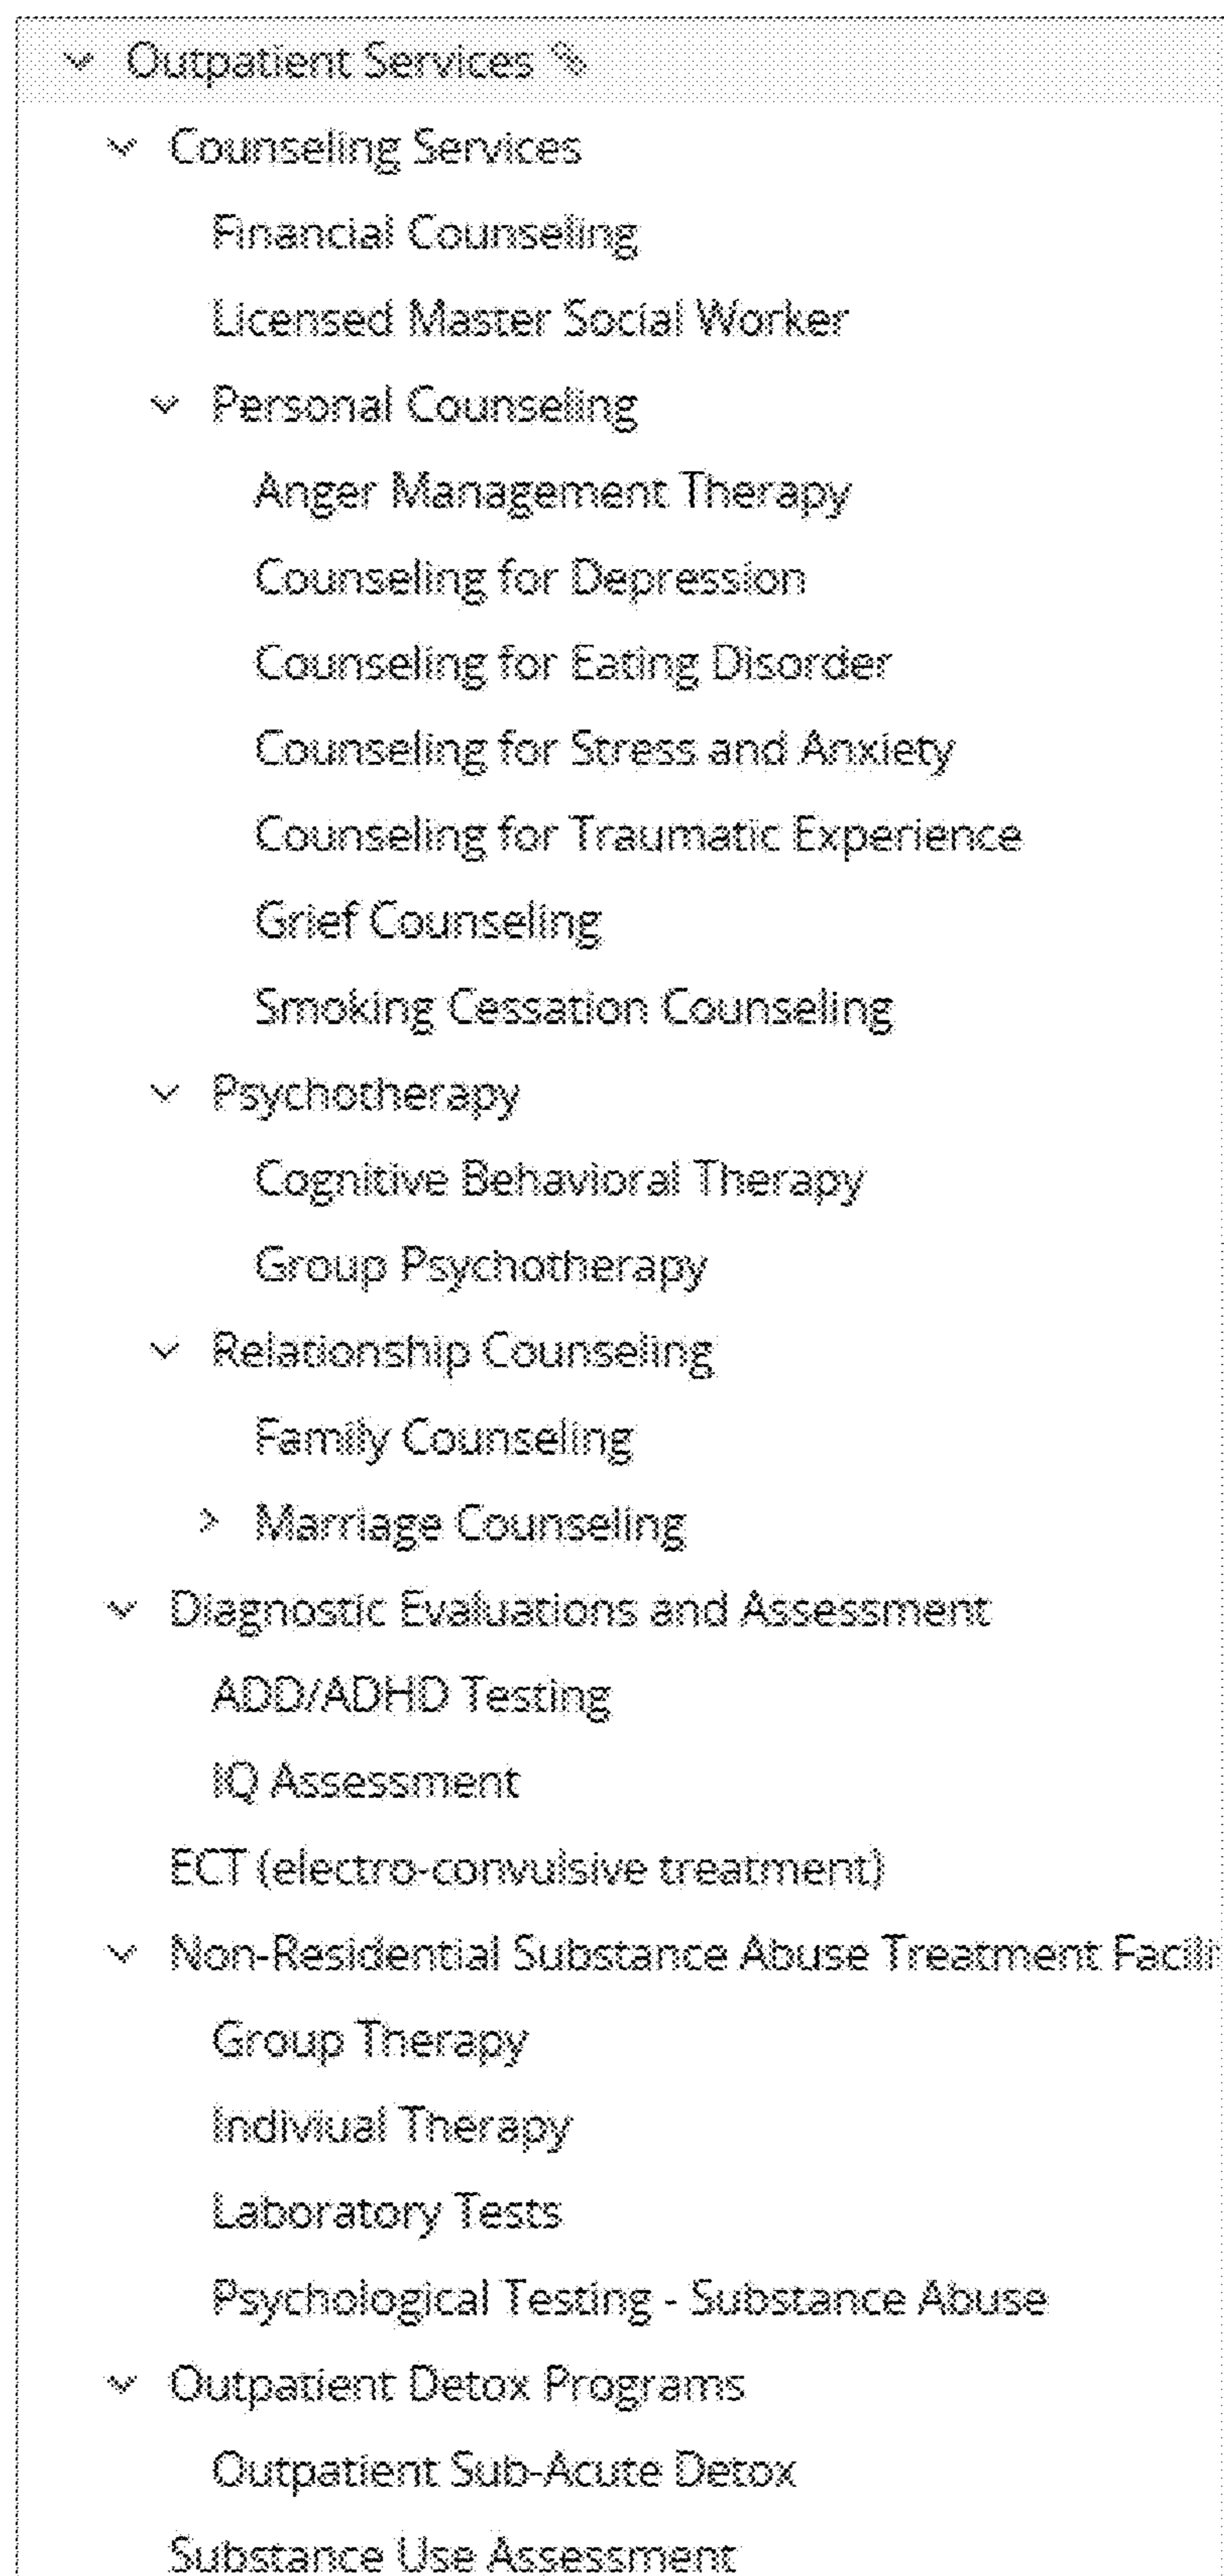 Outpatient Services
Counseling Services
Financial Counseling
Licensed Master Social Worker
Personal Counseling
Anger Management Therapy
Counseling for Depression
Counseling for Eating Disorder
Counseling for Stress and Anxiety
Counseling for Traumatic Experience
Grief Counseling
Smoking Cessation Counseling
Psychotherapy
Cognitive Behavioral Therapy
Group Psychotherapy
Relationship Counseling
Family Counseling
Marriage Counseling
Diagnostic Evaluations and Assessment
ADD/ADHD Testing
IQ Assessment
ECT (electro-convulsive treatment)
Non-Residential Substance Abuse Treatment Facili
Group Therapy
Indiviual Therapy
Laboratory Tests
Psychological Testing - Substance Abuse
Outpatient Detox Programs
Outpatient Sub-Acute Detox
Substance Use Assessment